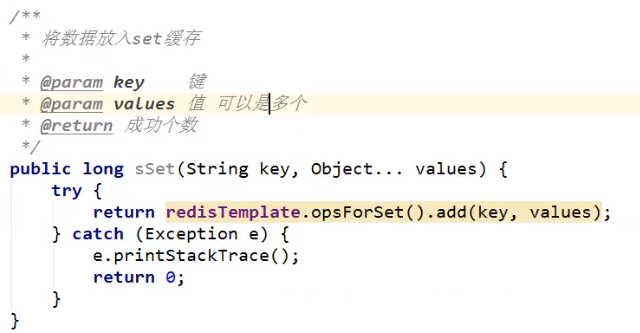 /**
 * 将数据放入set缓存
 *
 * @param key    键
 * @param values 值 可以是多个
 * @return 成功个数
 */
public long sSet(String key, Object... values) {
    try {
        return redisTemplate.opsForSet().add(key, values);
    } catch (Exception e) {
        e.printStackTrace();
        return 0;
    }
}